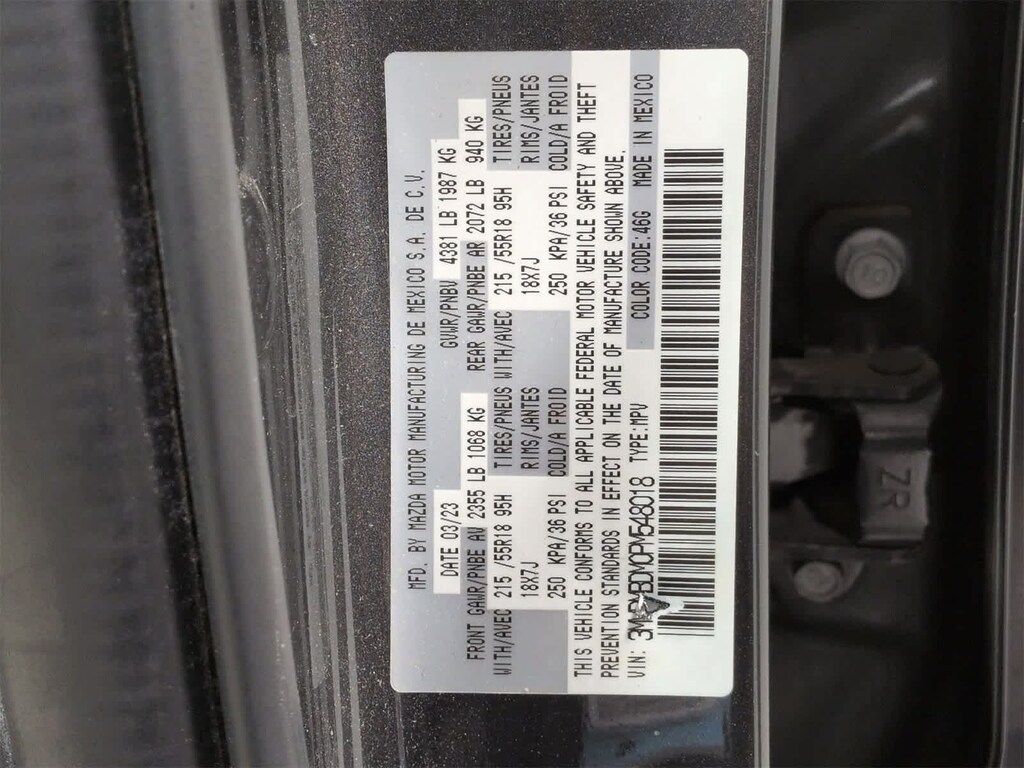 MFD. BY MAZDA MOTOR MANUFACTURING DE MEXICO S.A. DE C.V.
DATE 03/23 GVWR/PNBV 4381 LB 1987 KG
FRONT GAWR/PNBE AV 2355 LB 1068 KG REAR GAWR/PNBE AR 2072 LB 940 KG
WITH/AVEC 215 /55R18 95H TIRES/PNEUS WITH/AVEC 215 /55R18 95H TIRES/PNEUS
18X7J RIMS/JANTES 18X7J RIMS/JANTES
250 KPA/36 PSI COLD/A FROID 250 KPA/36 PSI COLD/A FROID
THIS VEHICLE CONFORMS TO ALL APPLICABLE FEDERAL MOTOR VEHICLE SAFETY AND THEFT
PREVENTION STANDARDS IN EFFECT ON THE DATE OF MANUFACTURE SHOWN ABOVE.
VIN: TYPE:MPV COLOR CODE:46G MADE IN MEXICO
ZR